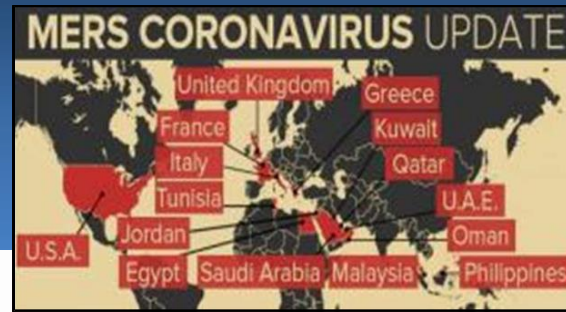 MERS CORONAVIRUS UPDATE
United Kingdom
Greece
France
Kuwait
Italy
Qatar
Tunisia
U.A.E.
Jordan
Oman
U.S.A.
Egypt
Saudi Arabia
Malaysia
Philippines